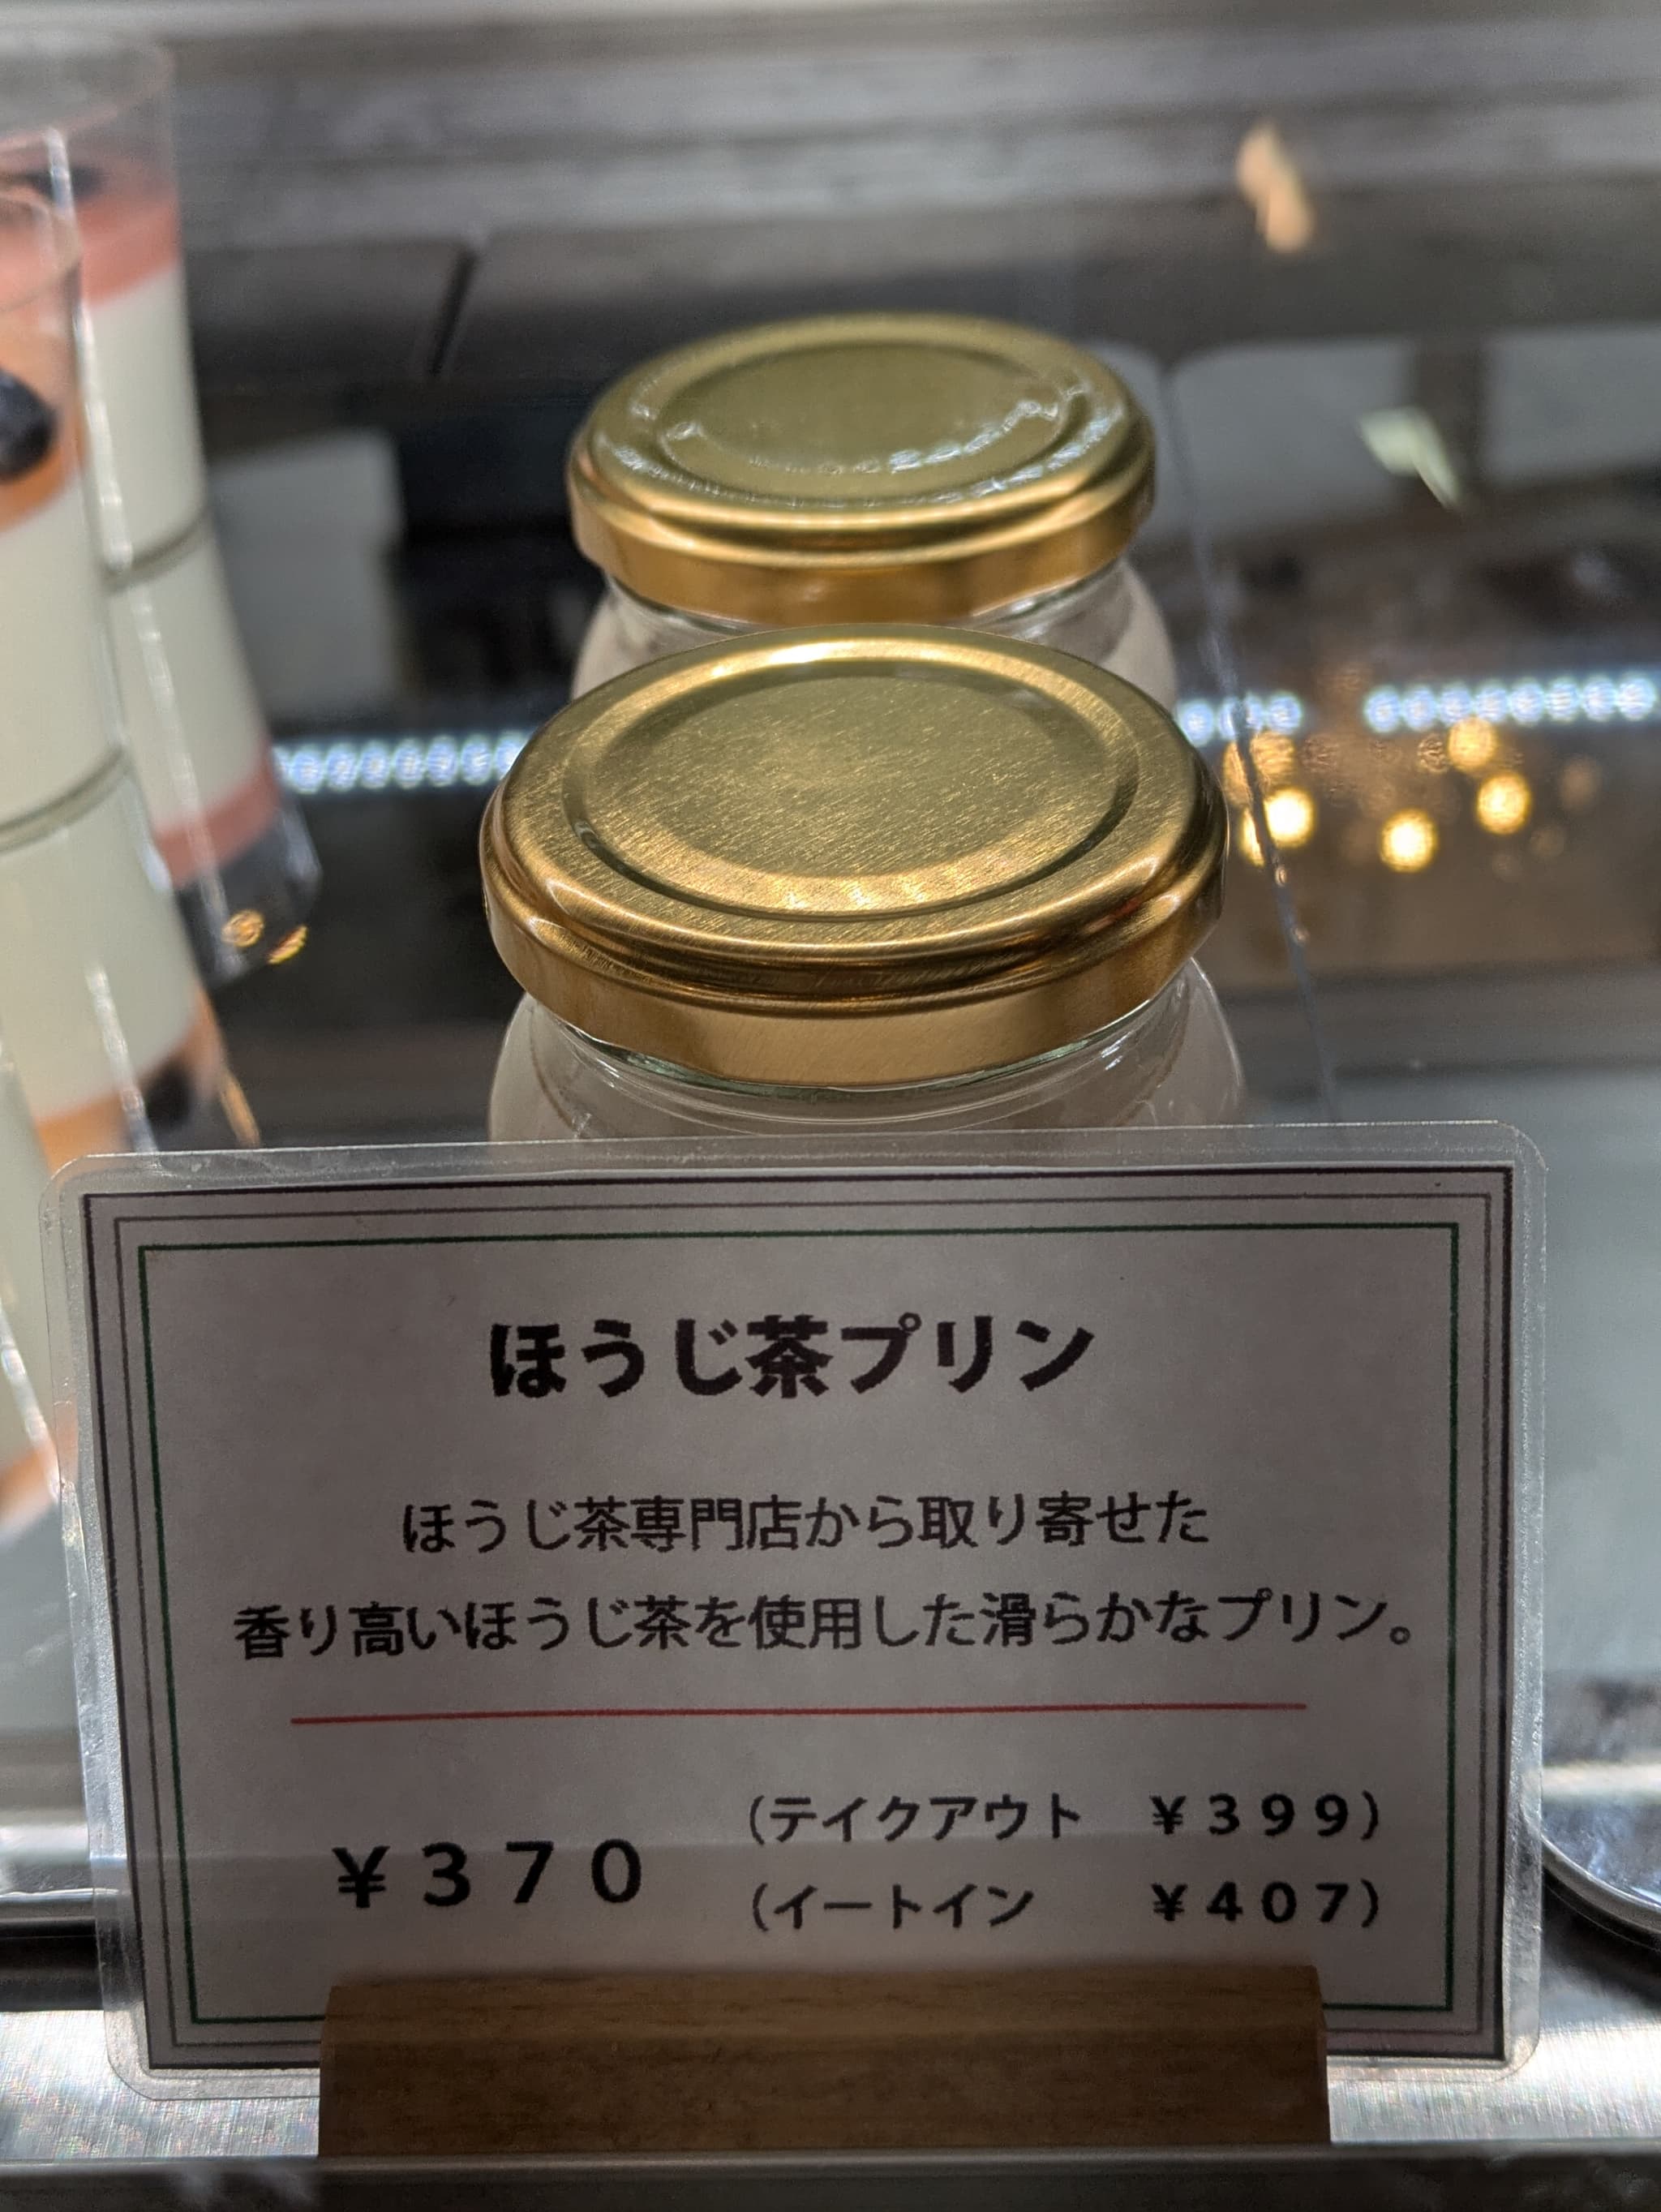 ほうじ茶プリン
ほうじ茶専門店から取り寄せた
香り高いほうじ茶を使用した滑らかなプリン。
¥370
(テイクアウト ¥399)
(イートイン ¥407)